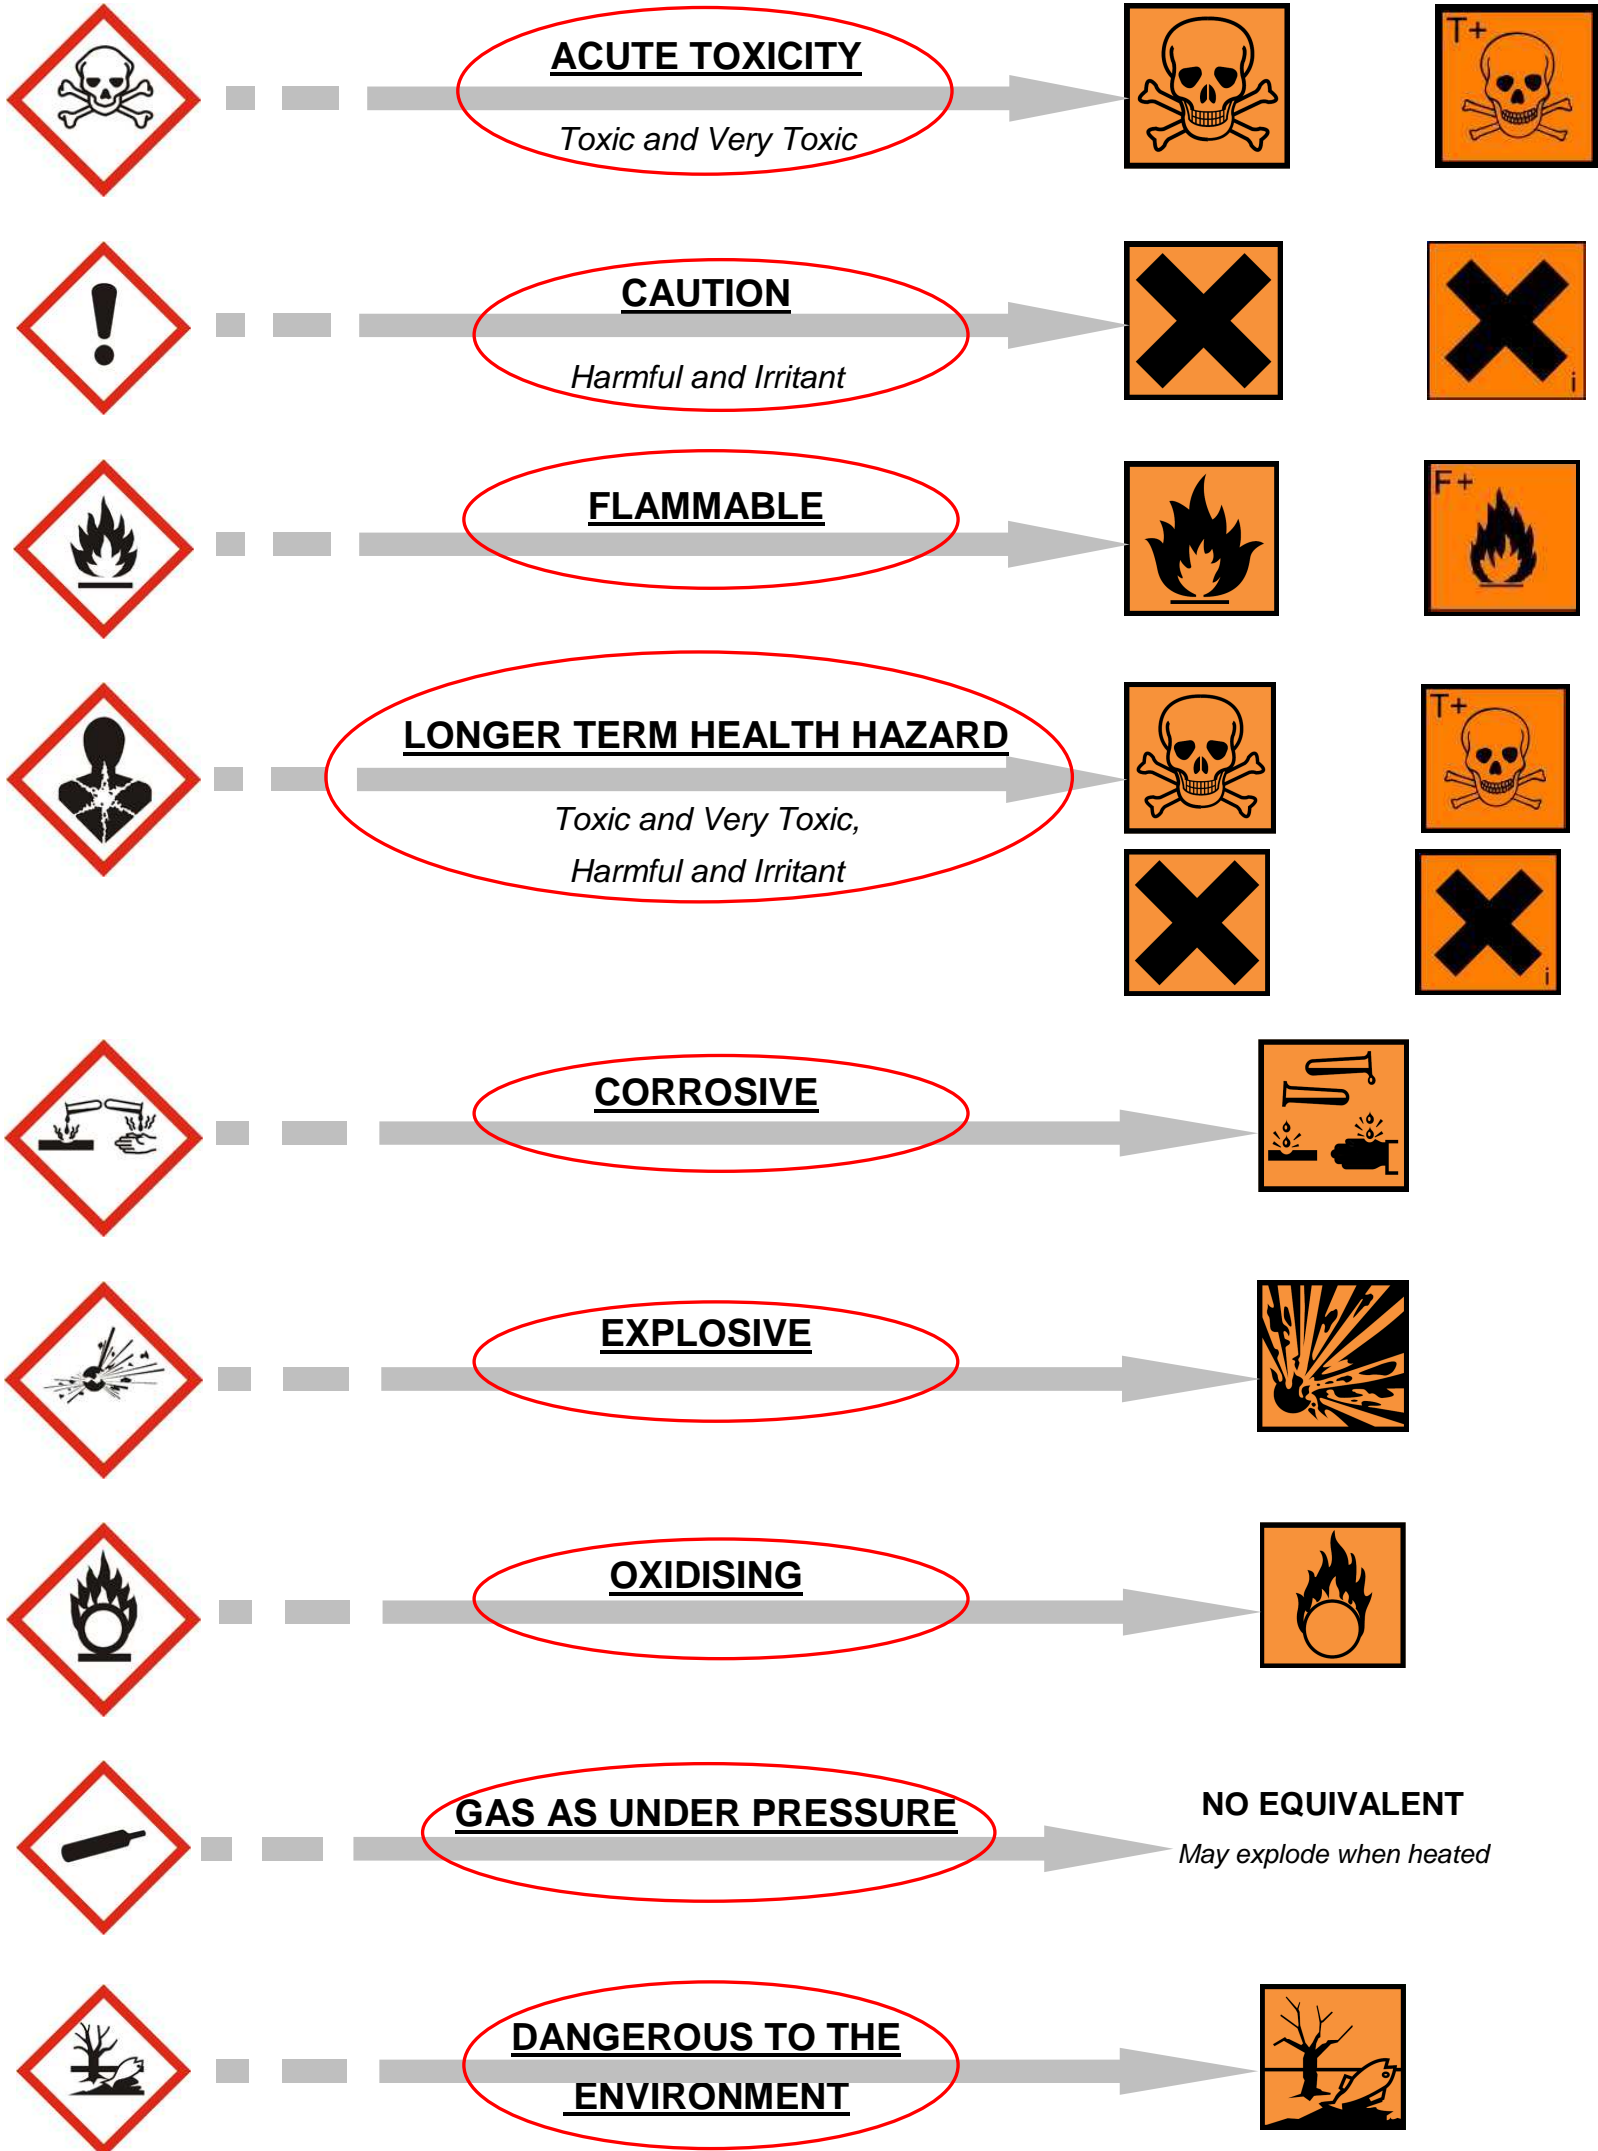 ACUTE TOXICITY
Toxic and Very Toxic
T+
CAUTION
Harmful and Irritant
i
FLAMMABLE
F+
LONGER TERM HEALTH HAZARD
Toxic and Very Toxic,
Harmful and Irritant
T+
i
CORROSIVE
EXPLOSIVE
OXIDISING
GAS AS UNDER PRESSURE
NO EQUIVALENT
May explode when heated
DANGEROUS TO THE
ENVIRONMENT